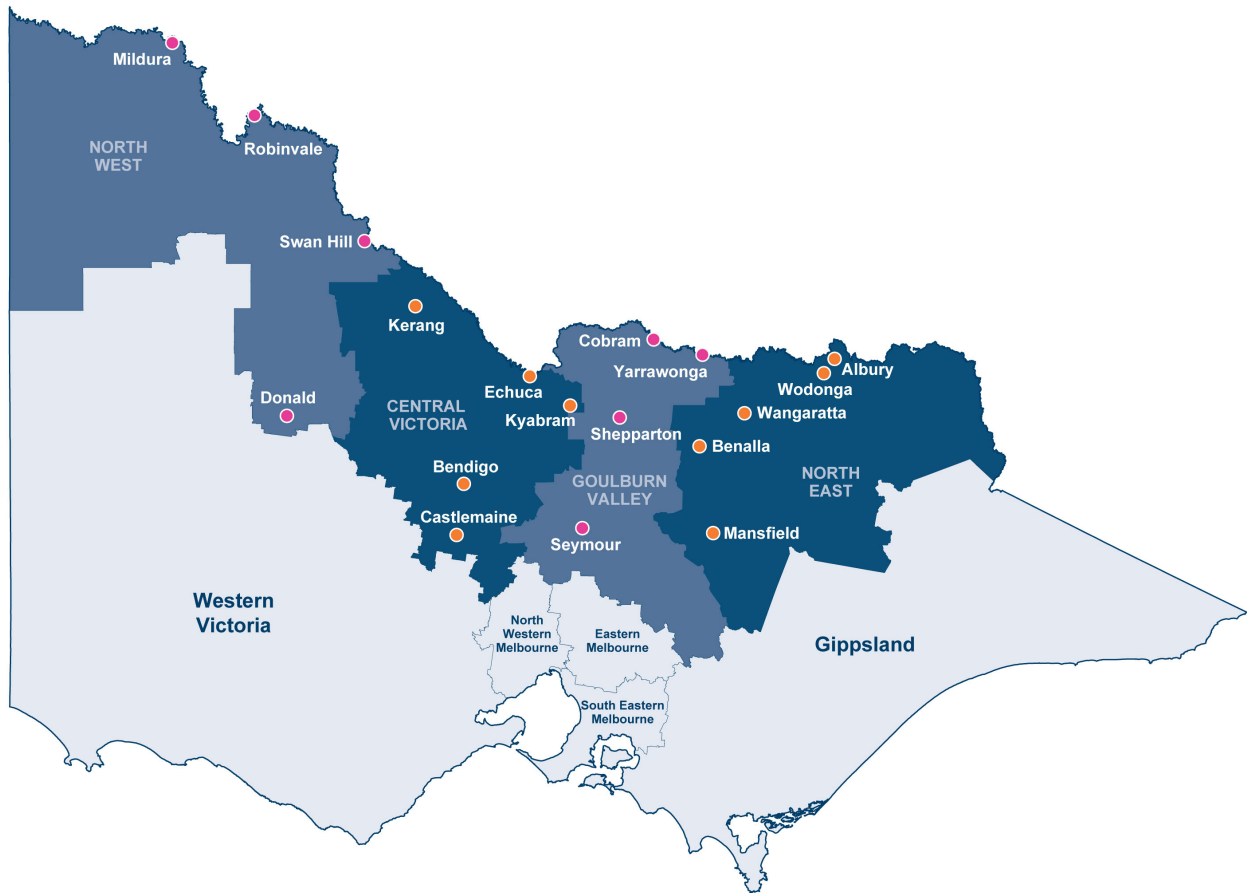 Mildura
Robinvale
NORTH
WEST
Swan Hill
Kerang
Cobram
Yarrawonga
Albury
Wodonga
Echuca
Donald
Kyabram
CENTRAL
VICTORIA
Wangaratta
Shepparton
Benalla
Bendigo
GOULBURN
VALLEY
NORTH
EAST
Castlemaine
Seymour
Mansfield
Western
Victoria
North
Western
Melbourne
Eastern
Melbourne
Gippsland
South Eastern
Melbourne